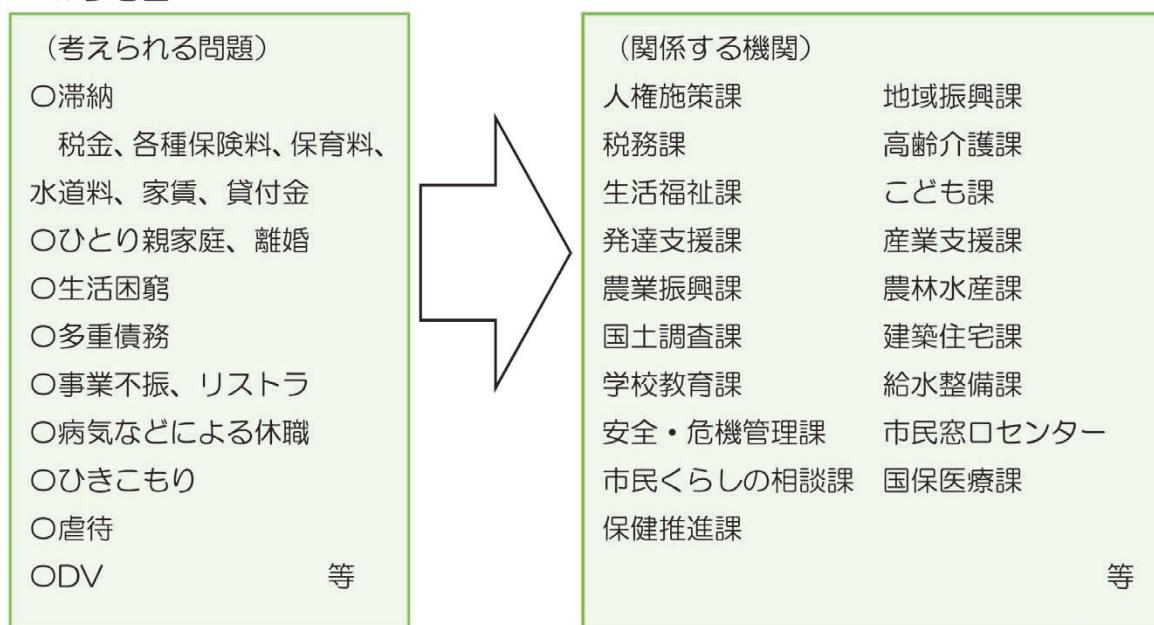 （考えられる問題）
〇滞納
税金、各種保険料、保育料、
水道料、家賃、貸付金
〇ひとり親家庭、離婚
〇生活困窮
〇多重債務
〇事業不振、リストラ
〇病気などによる休職
〇ひきこもり
〇虐待
〇DV 等
（関係する機関）
人権施策課 地域振興課
税務課 高齢介護課
生活福祉課 こども課
発達支援課 産業支援課
農業振興課 農林水産課
国土調査課 建築住宅課
学校教育課 給水整備課
安全・危機管理課 市民窓口センター
市民くらしの相談課 国保医療課
保健推進課
等